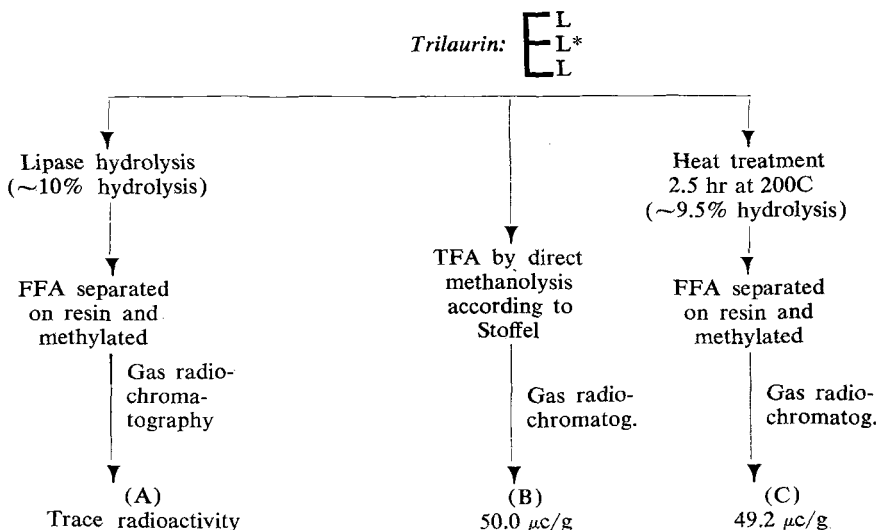 Trilaurin:
L
L*
L
Lipase hydrolysis
(~10% hydrolysis)
FFA separated
on resin and
methylated
Gas radio-
chroma-
tography
(A)
Trace radioactivity
TFA by direct
methanolysis
according to
Stoffel
Gas radio-
chromatog.
(B)
50.0 μc/g
Heat treatment
2.5 hr at 200C
(~9.5% hydrolysis)
FFA separated
on resin and
methylated
Gas radio-
chromatog.
(C)
49.2 μc/g